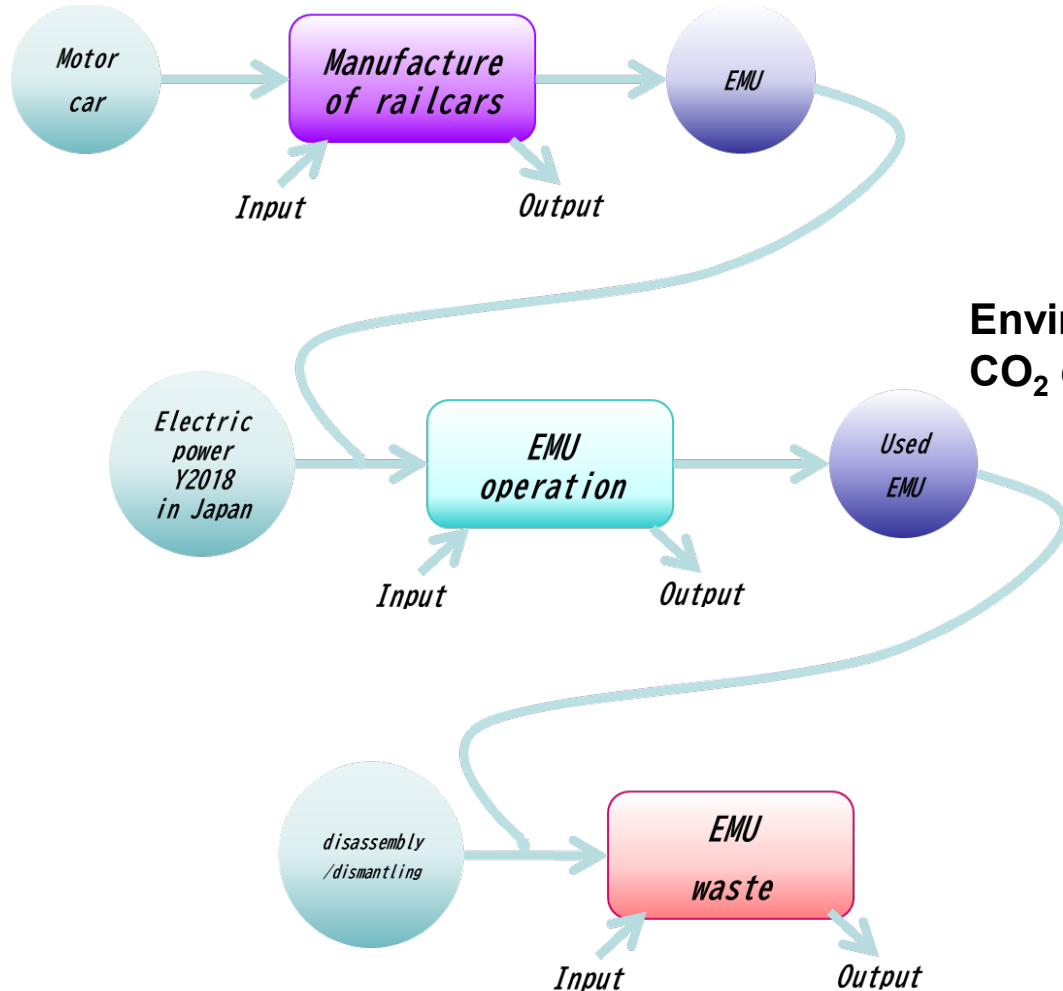 Motor
car
Manufacture
of railcars
EMU
Input
Output
Electric
power
Y2018
in Japan
EMU
operation
Used
EMU
Envir
CO₂
Input
Output
disassembly
/dismantling
EMU
waste
Input
Output